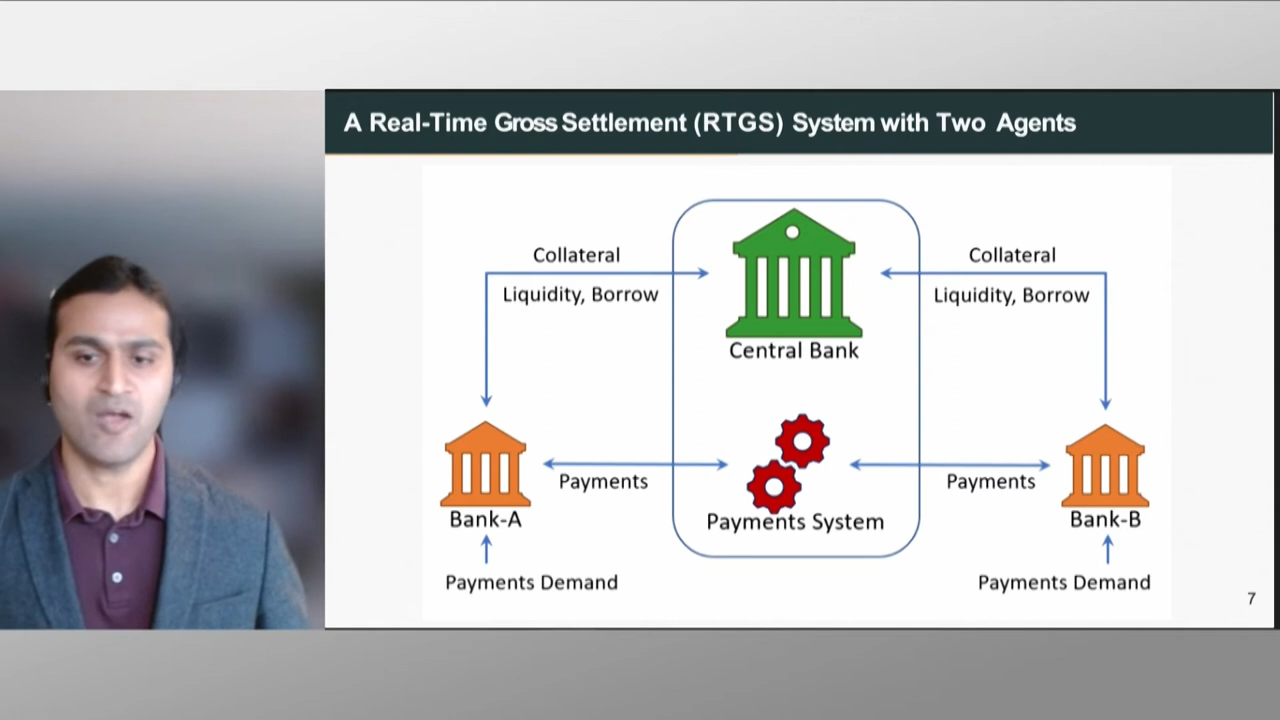 A Real-Time Gross Settlement (RTGS) System with Two Agents
Collateral
Liquidity, Borrow
Central Bank
Collateral
Liquidity, Borrow
Payments
Payments
Bank-A
Payments System
Bank-B
Payments Demand
Payments Demand
7